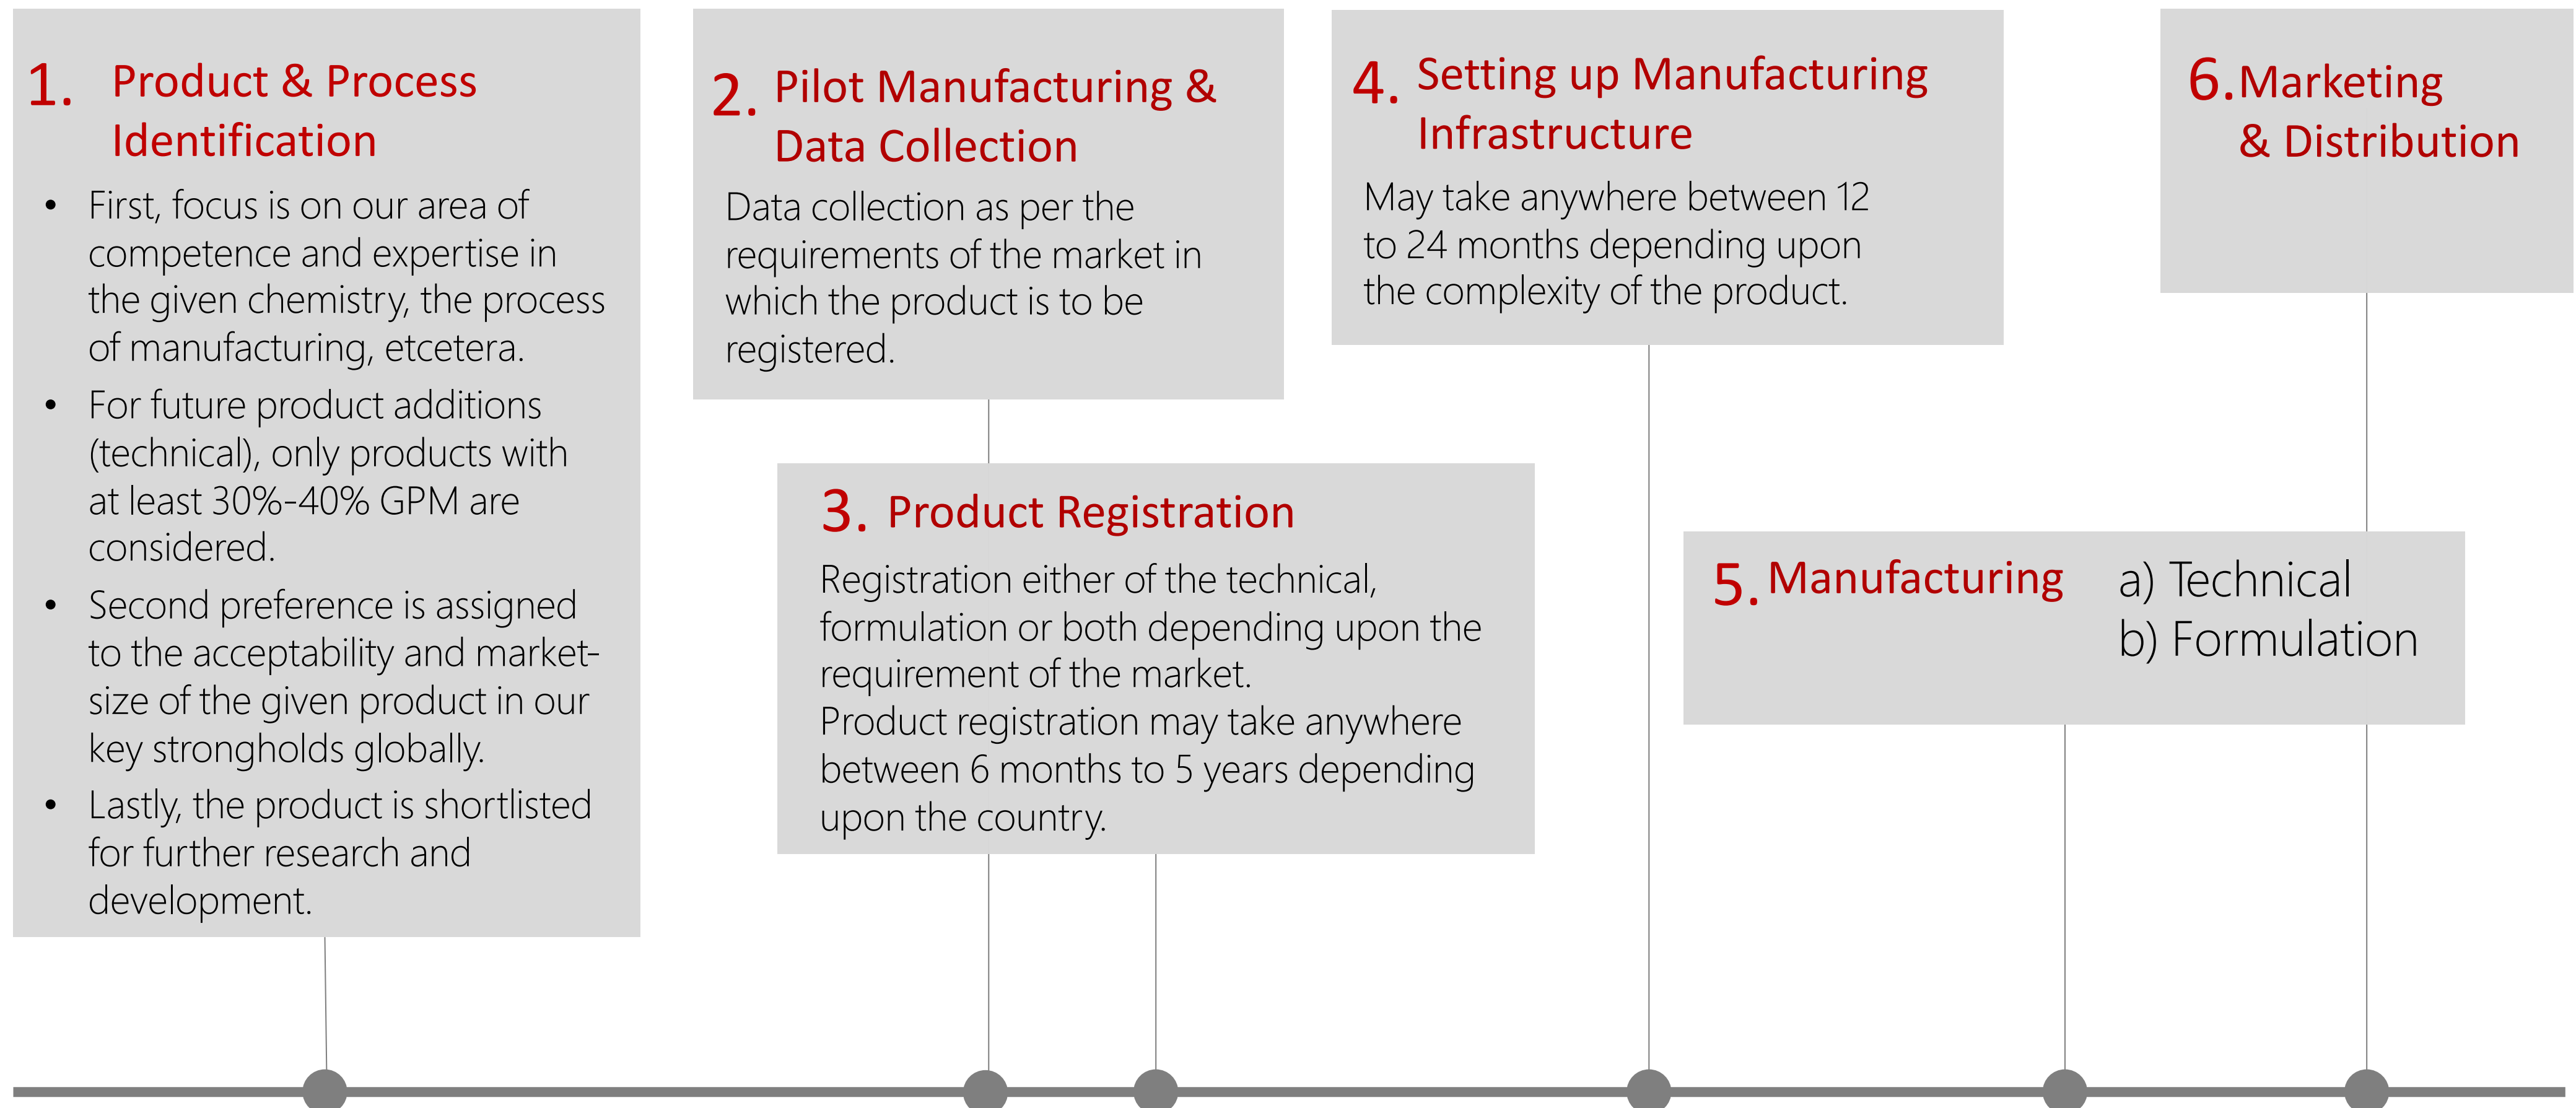 1. Product & Process
Identification
• First, focus is on our area of
competence and expertise in
the given chemistry, the process
of manufacturing, etcetera.
• For future product additions
(technical), only products with
at least 30%-40% GPM are
considered.
• Second preference is assigned
to the acceptability and market-
size of the given product in our
key strongholds globally.
• Lastly, the product is shortlisted
for further research and
development.
2. Pilot Manufacturing &
Data Collection
Data collection as per the
requirements of the market in
which the product is to be
registered.
3. Product Registration
Registration either of the technical,
formulation or both depending upon the
requirement of the market.
Product registration may take anywhere
between 6 months to 5 years depending
upon the country.
4. Setting up Manufacturing
Infrastructure
May take anywhere between 12
to 24 months depending upon
the complexity of the product.
5. Manufacturing
a) Technical
b) Formulation
6. Marketing
& Distribution